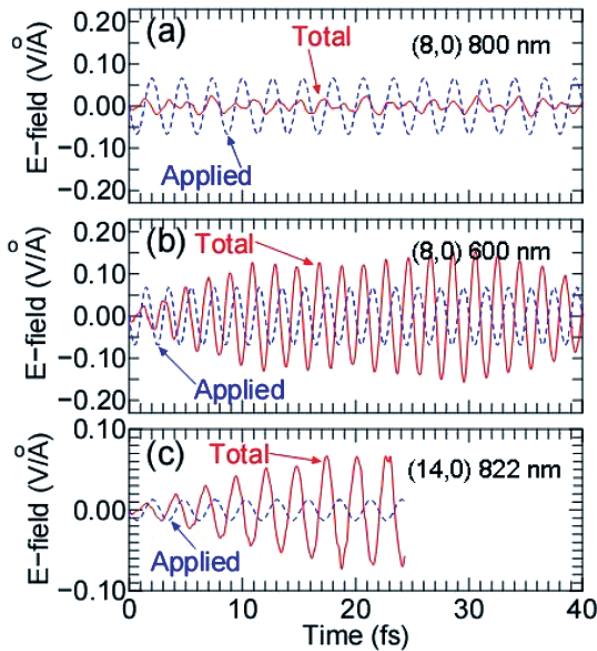 (a)
Total
(8,0) 800 nm
Applied
E−field (V/Å)
0.20
0.10
0.00
−0.10
−0.20
(b)
Total
(8,0) 600 nm
Applied
E−field (V/Å)
0.20
0.10
0.00
−0.10
−0.20
(c)
Total
(14,0) 822 nm
Applied
E−field (V/Å)
0.10
0.00
−0.10
0 10 20 30 40
Time (fs)